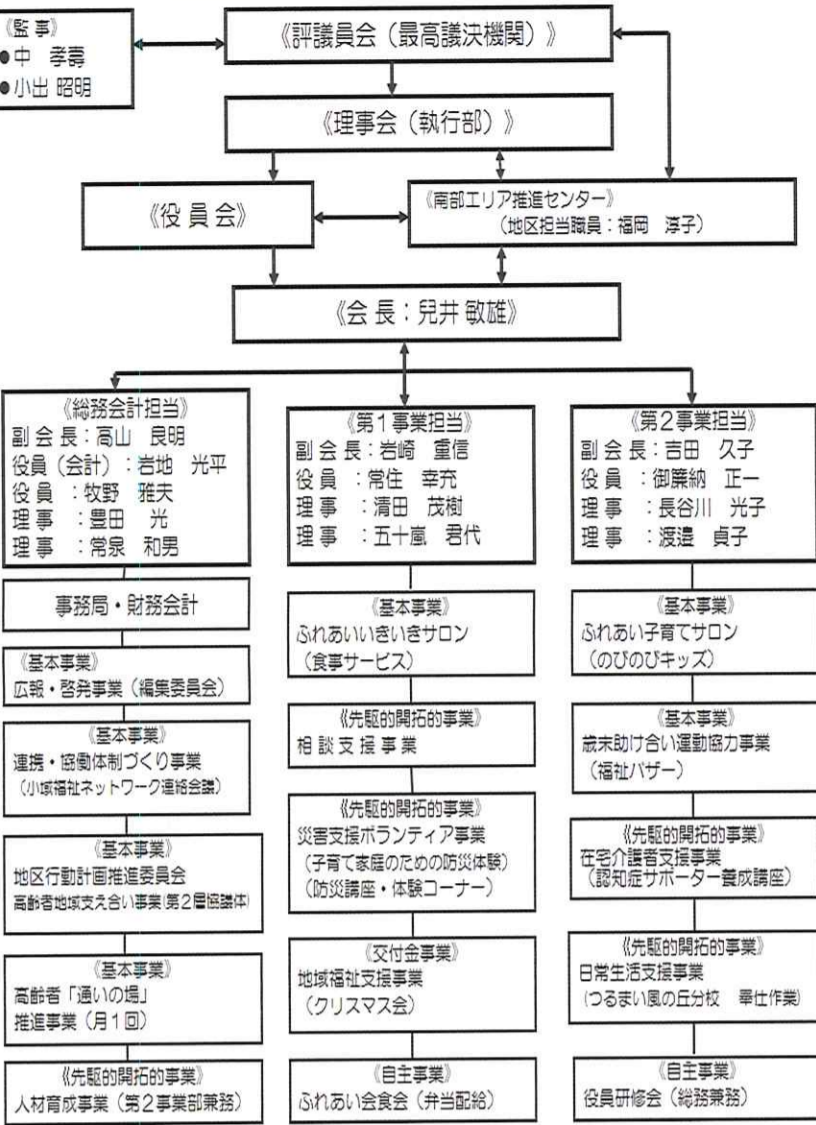 《監 事》
●中 孝壽
●小出 昭明
《評議員会（最高議決機関）》
《理事会（執行部）》
《役 員 会》
《南部エリア推進センター》
（地区担当職員：福岡 淳子）
《会 長：兒井 敏雄》
《総務会計担当》
副 会 長：高山 良明
役員（会計）：岩地 光平
役 員 ：牧野 雅夫
理 事 ：豊田 光
理 事 ：常泉 和男
事務局・財務会計
《基本事業》
広報・啓発事業（編集委員会）
《基本事業》
連携・協働体制づくり事業
（小域福祉ネットワーク連絡会議）
《基本事業》
地区行動計画推進委員会
高齢者地域支え合い事業(第２層協議体)
《基本事業》
高齢者「通いの場」
推進事業（月１回）
《先駆的開拓的事業》
人材育成事業（第２事業部兼務）
《第１事業担当》
副 会 長：岩崎 重信
役 員 ：常住 幸充
理 事 ：清田 茂樹
理 事 ：五十嵐 君代
《基本事業》
ふれあいいきいきサロン
（食事サービス）
《先駆的開拓的事業》
相 談 支 援 事 業
《先駆的開拓的事業》
災害支援ボランティア事業
（子育て家庭のための防災体験）
（防災講座・体験コーナー）
《交付金事業》
地域福祉支援事業
（クリスマス会）
《自主事業》
ふれあい会食会（弁当配給）
《第２事業担当》
副 会 長：吉田 久子
役 員 ：御簾納 正一
理 事 ：長谷川 光子
理 事 ：渡邉 貞子
《基本事業》
ふれあい子育てサロン
（のびのびキッズ）
《基本事業》
歳末助け合い運動協力事業
（福祉バザー）
《先駆的開拓的事業》
在宅介護者支援事業
（認知症サポーター養成講座）
《先駆的開拓的事業》
日常生活支援事業
（つるまい風の丘分校 奉仕作業）
《自主事業》
役員研修会（総務兼務）